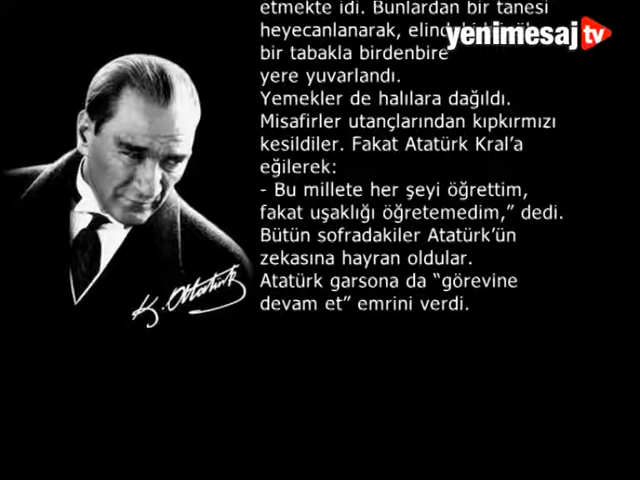 etmekte idi. Bunlardan bir tanesi
heyecanlanarak,
yenimesaj tv
bir tabakla birdenbire
yere yuvarlandı.
Yemekler de halılara dağıldı.
Misafirler utançlarından kıpkırmızı
kesildiler. Fakat Atatürk Kral’a
eğilerek:
- Bu millete her şeyi öğrettim,
fakat uşaklığı öğretemedim,” dedi.
Bütün sofradakiler Atatürk’ün
zekasına hayran oldular.
Atatürk garsona da “görevine
devam et” emrini verdi.
K. Atatürk